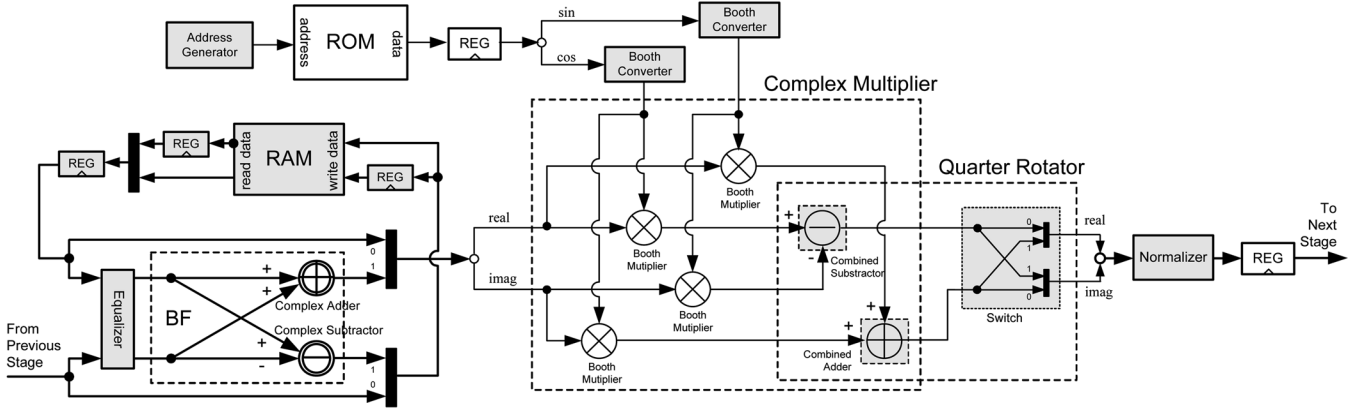 Address
Generator
address
ROM
data
REG
sin
cos
Booth
Converter
Booth
Converter
Complex Multiplier
REG
REG
read data
RAM
write data
REG
Booth
Mutiplier
Quarter Rotator
real
imag
Booth
Mutiplier
Booth
Mutiplier
Booth
Mutiplier
+
-
Combined
Substractor
+
+
Combined
Adder
0
1
1
0
Switch
real
imag
Normalizer
REG
To
Next
Stage
0
1
Equalizer
BF
+
+
Complex Adder
Complex Subtractor
+
-
1
0
From
Previous
Stage